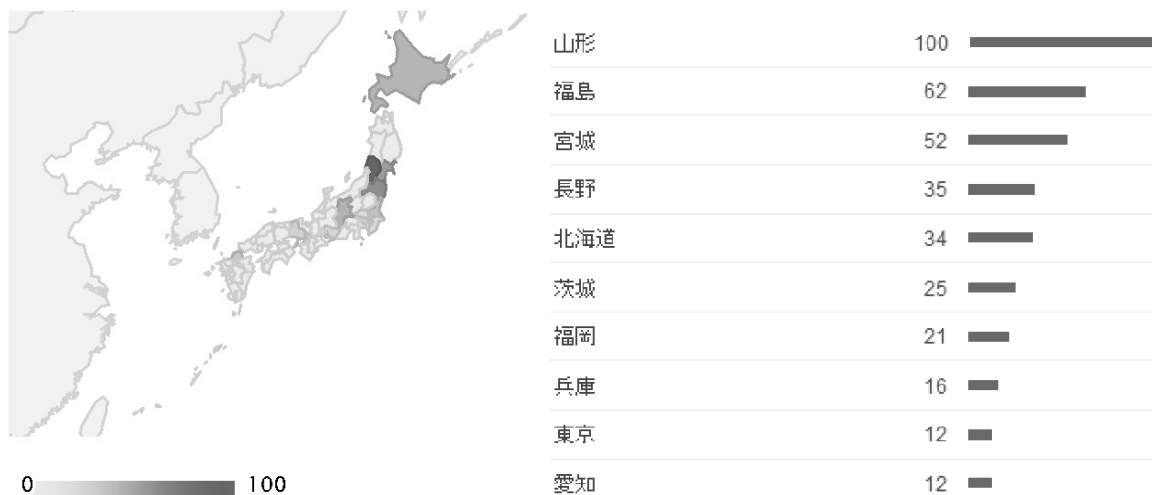 山形 100
福島 62
宮城 52
長野 35
北海道 34
茨城 25
福岡 21
兵庫 16
東京 12
愛知 12
0 100